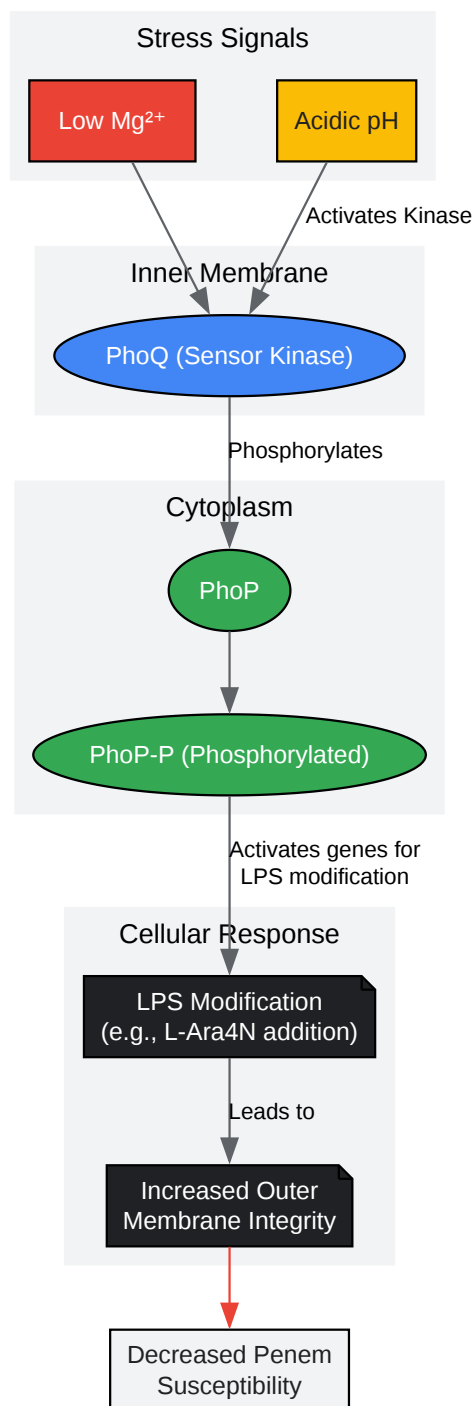 Stress Signals
Low Mg²⁺
Acidic pH
Activates Kinase
Inner Membrane
PhoQ (Sensor Kinase)
Phosphorylates
Cytoplasm
PhoP
PhoP-P (Phosphorylated)
Activates genes for
LPS modification
Cellular Response
LPS Modification
(e.g., L-Ara4N addition)
Leads to
Increased Outer
Membrane Integrity
Decreased Penem
Susceptibility